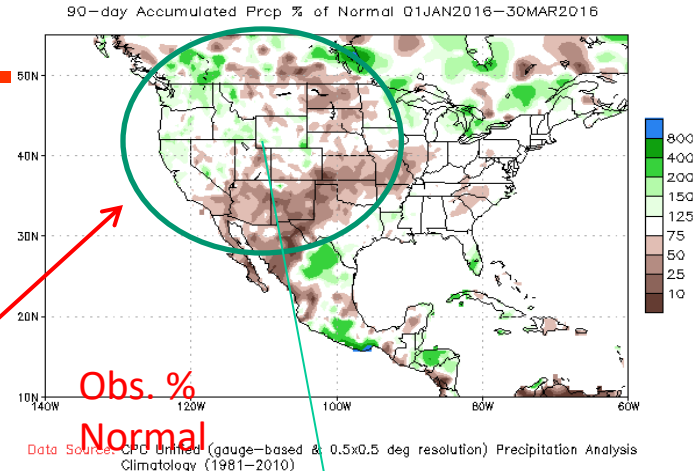 90-day Accumulated Prcp % of Normal 01JAN2016-30MAR2016
50N
40N
30N
20N
10N
140W 120W 100W 80W 60W
800
400
200
150
125
75
50
25
10
Obs. %
Normal
Data Source: CPC Unified (gauge-based & 0.5x0.5 deg resolution) Precipitation Analysis
Climatology (1981-2010)